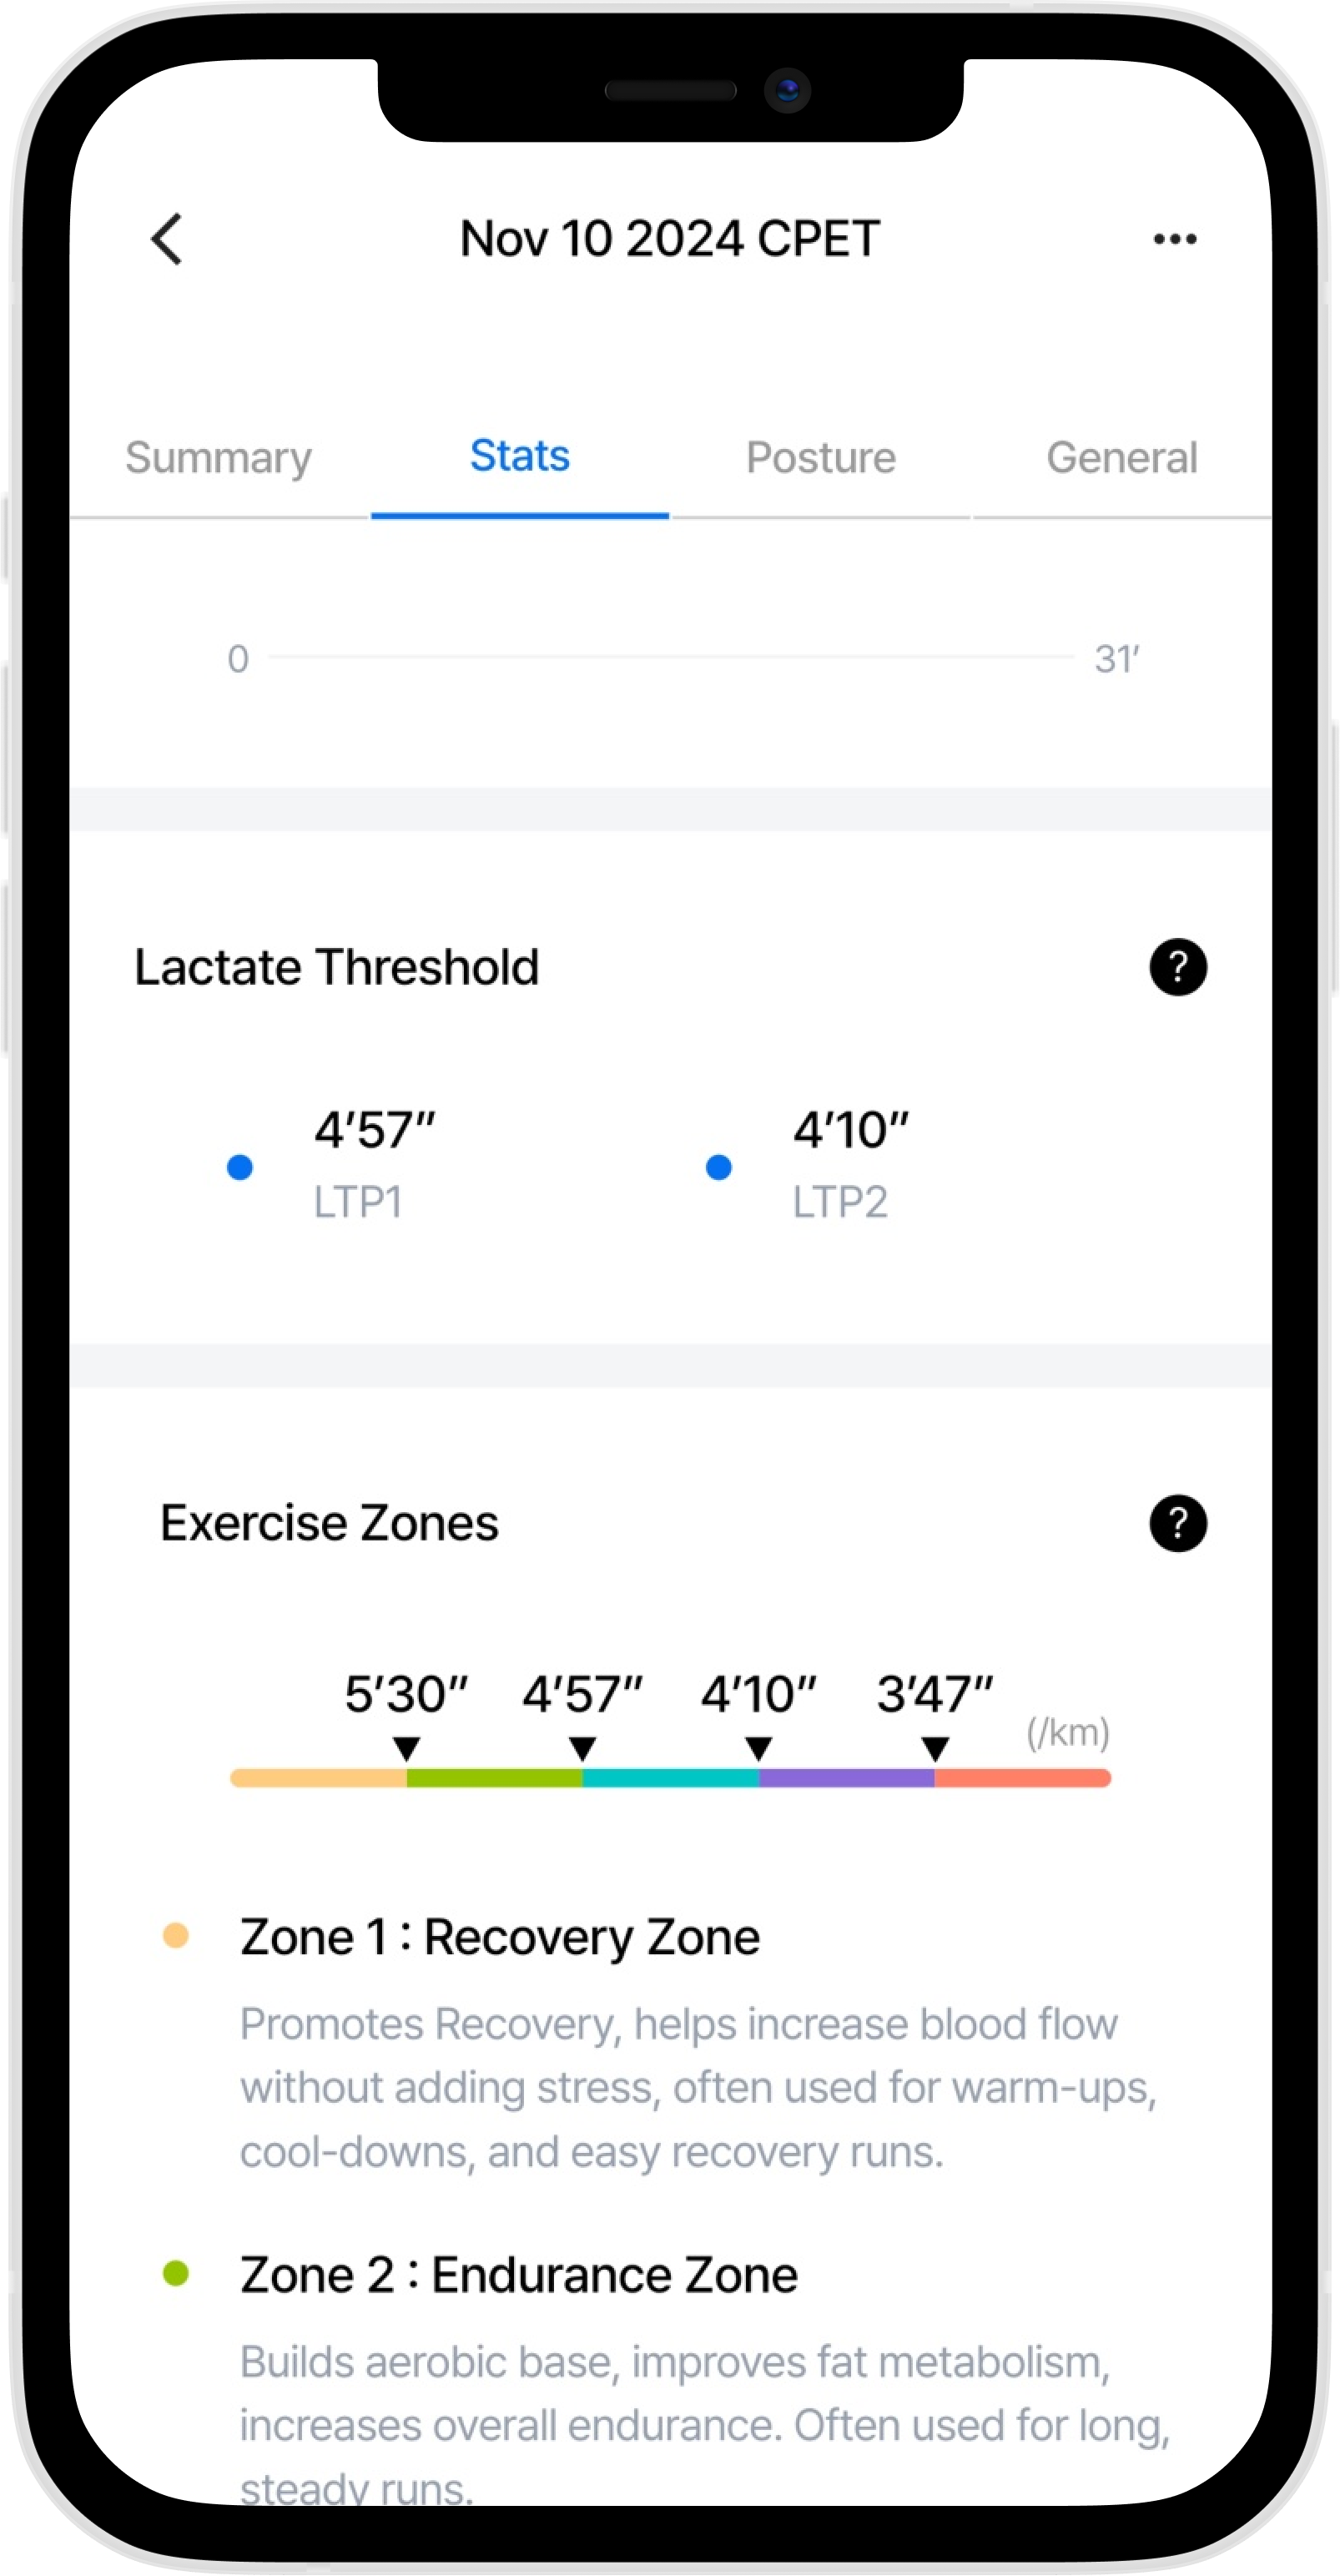 Nov 10 2024 CPET
Summary Stats Posture General
0 31′
Lactate Threshold ?
4′57″ 4′10″
LTP1 LTP2
Exercise Zones ?
5′30″ 4′57″ 4′10″ 3′47″
(/km)
Zone 1 : Recovery Zone
Promotes Recovery, helps increase blood flow
without adding stress, often used for warm-ups,
cool-downs, and easy recovery runs.
Zone 2 : Endurance Zone
Builds aerobic base, improves fat metabolism,
increases overall endurance. Often used for long,
steady runs.